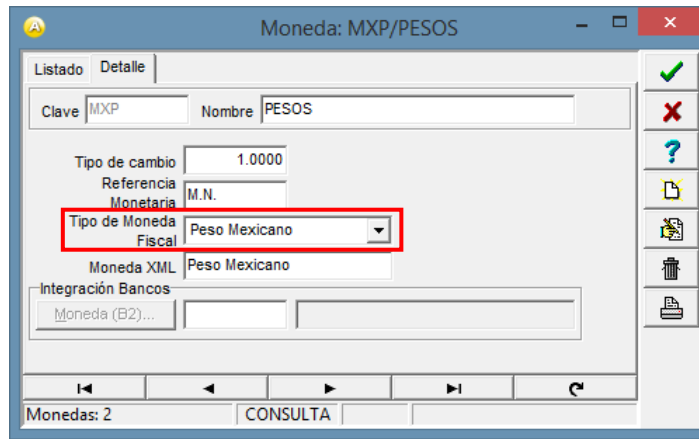 Moneda: MXP/PESOS
Listado Detalle
Clave MXP Nombre PESOS
Tipo de cambio 1.0000
Referencia
Monetaria M.N.
Tipo de Moneda
Fiscal Peso Mexicano
Moneda XML Peso Mexicano
Integración Bancos
Moneda (B2)...
Monedas: 2 CONSULTA